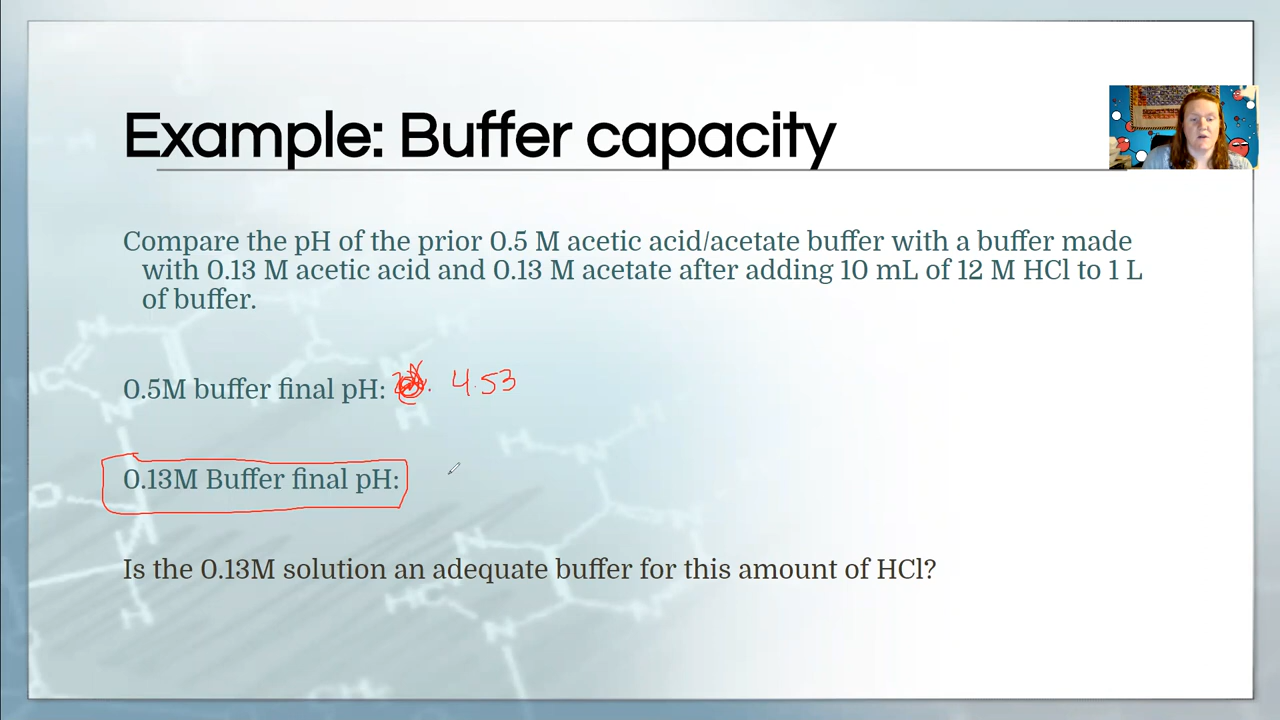 Example: Buffer capacity
Compare the pH of the prior 0.5 M acetic acid/acetate buffer with a buffer made
with 0.13 M acetic acid and 0.13 M acetate after adding 10 mL of 12 M HCl to 1 L
of buffer.
0.5M buffer final pH: 4.53
0.13M Buffer final pH:
Is the 0.13M solution an adequate buffer for this amount of HCl?